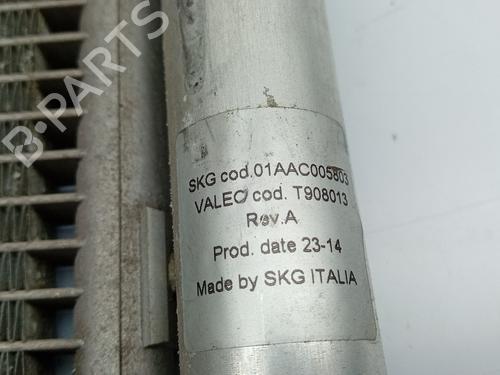 B-PARTS
SKG cod.01AAC005803
VALEO cod. T908013
Rev.A
Prod. date 23-14
Made by SKG ITALIA